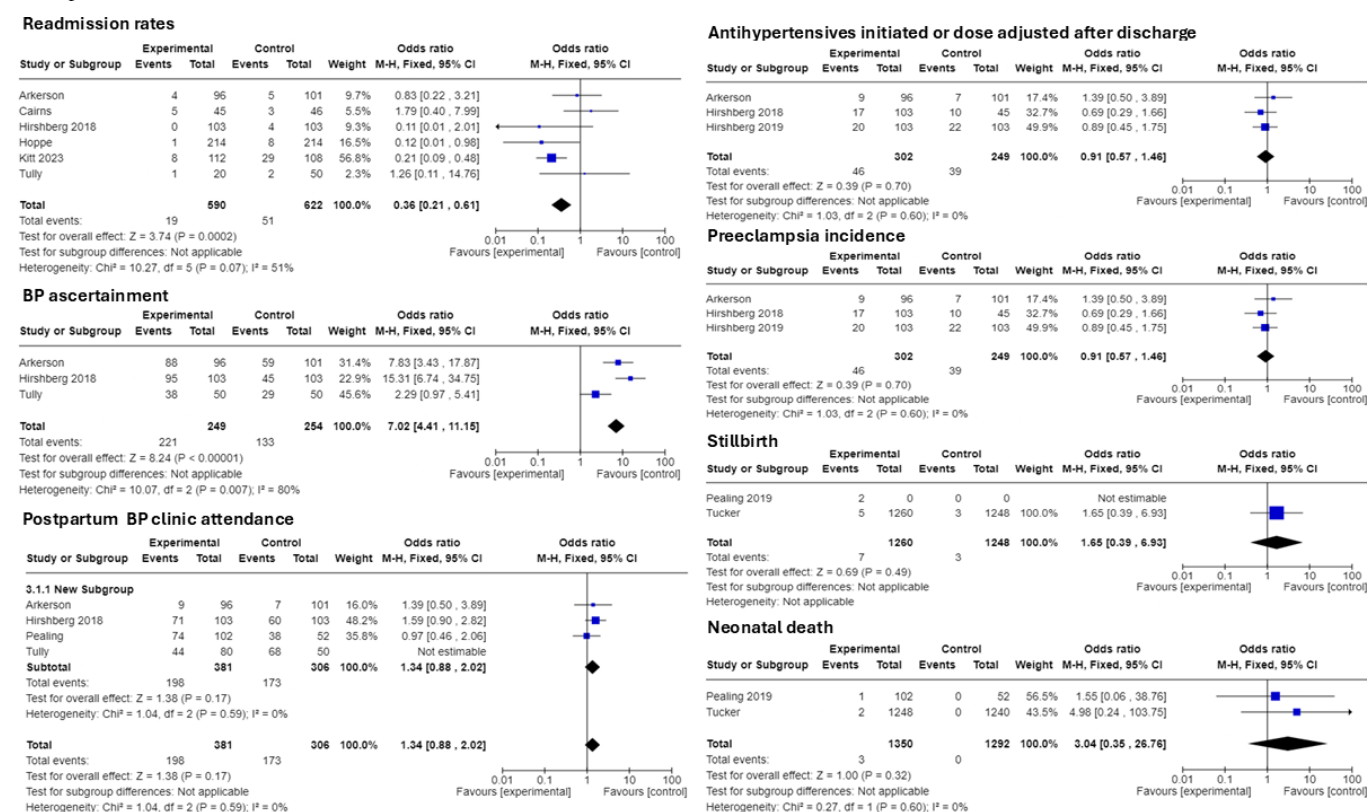 Readmission rates
Experimental Control Odds ratio Odds ratio
Study or Subgroup Events Total Events Total Weight M-H, Fixed, 95% CI M-H, Fixed, 95% CI
Arkerson 4 96 5 101 9.7% 0.83 [0.22 , 3.21]
Cairns 5 45 3 46 5.5% 1.79 [0.40 , 7.99]
Hirshberg 2018 0 103 4 103 9.3% 0.11 [0.01 , 2.01]
Hoppe 1 214 8 214 16.5% 0.12 [0.01 , 0.98]
Kitt 2023 8 112 29 108 56.8% 0.21 [0.09 , 0.48]
Tully 1 20 2 50 2.3% 1.26 [0.11 , 14.76]
Total 590 622 100.0% 0.36 [0.21 , 0.61]
Total events: 19 51
Test for overall effect: Z = 3.74 (P = 0.0002)
0.01 0.1 1 10 100
Test for subgroup differences: Not applicable
Favours [experimental] Favours [control]
Heterogeneity: Chi² = 10.27, df = 5 (P = 0.07); I² = 51%
BP ascertainment
Experimental Control Odds ratio Odds ratio
Study or Subgroup Events Total Events Total Weight M-H, Fixed, 95% CI M-H, Fixed, 95% CI
Arkerson 88 96 59 101 31.4% 7.83 [3.43 , 17.87]
Hirshberg 2018 95 103 45 103 22.9% 15.31 [6.74 , 34.75]
Tully 38 50 29 50 45.6% 2.29 [0.97 , 5.41]
Total 249 254 100.0% 7.02 [4.41 , 11.15]
Total events: 221 133
Test for overall effect: Z = 8.24 (P < 0.00001)
0.01 0.1 1 10 100
Test for subgroup differences: Not applicable
Favours [experimental] Favours [control]
Heterogeneity: Chi² = 10.07, df = 2 (P = 0.007); I² = 80%
Postpartum BP clinic attendance
Experimental Control Odds ratio Odds ratio
Study or Subgroup Events Total Events Total Weight M-H, Fixed, 95% CI M-H, Fixed, 95% CI
3.1.1 New Subgroup
Arkerson 9 96 7 101 16.0% 1.39 [0.50 , 3.89]
Hirshberg 2018 71 103 60 103 48.2% 1.59 [0.90 , 2.82]
Pealing 74 102 38 52 35.8% 0.97 [0.46 , 2.06]
Tully 44 80 68 50 Not estimable
Subtotal 381 306 100.0% 1.34 [0.88 , 2.02]
Total events: 198 173
Test for overall effect: Z = 1.38 (P = 0.17)
Heterogeneity: Chi² = 1.04, df = 2 (P = 0.59); I² = 0%
Total 381 306 100.0% 1.34 [0.88 , 2.02]
Total events: 198 173
Test for overall effect: Z = 1.38 (P = 0.17)
0.01 0.1 1 10 100
Test for subgroup differences: Not applicable
Favours [experimental] Favours [control]
Heterogeneity: Chi² = 1.04, df = 2 (P = 0.59); I² = 0%
Antihypertensives initiated or dose adjusted after discharge
Experimental Control Odds ratio Odds ratio
Study or Subgroup Events Total Events Total Weight M-H, Fixed, 95% CI M-H, Fixed, 95% CI
Arkerson 9 96 7 101 17.4% 1.39 [0.50 , 3.89]
Hirshberg 2018 17 103 10 45 32.7% 0.69 [0.29 , 1.66]
Hirshberg 2019 20 103 22 103 49.9% 0.89 [0.45 , 1.75]
Total 302 249 100.0% 0.91 [0.57 , 1.46]
Total events: 46 39
Test for overall effect: Z = 0.39 (P = 0.70)
0.01 0.1 1 10 100
Test for subgroup differences: Not applicable
Favours [experimental] Favours [control]
Heterogeneity: Chi² = 1.03, df = 2 (P = 0.60); I² = 0%
Preeclampsia incidence
Experimental Control Odds ratio Odds ratio
Study or Subgroup Events Total Events Total Weight M-H, Fixed, 95% CI M-H, Fixed, 95% CI
Arkerson 9 96 7 101 17.4% 1.39 [0.50 , 3.89]
Hirshberg 2018 17 103 10 45 32.7% 0.69 [0.29 , 1.66]
Hirshberg 2019 20 103 22 103 49.9% 0.89 [0.45 , 1.75]
Total 302 249 100.0% 0.91 [0.57 , 1.46]
Total events: 46 39
Test for overall effect: Z = 0.39 (P = 0.70)
0.01 0.1 1 10 100
Test for subgroup differences: Not applicable
Favours [experimental] Favours [control]
Heterogeneity: Chi² = 1.03, df = 2 (P = 0.60); I² = 0%
Stillbirth
Experimental Control Odds ratio Odds ratio
Study or Subgroup Events Total Events Total Weight M-H, Fixed, 95% CI M-H, Fixed, 95% CI
Pealing 2019 2 0 0 0 Not estimable
Tucker 5 1260 3 1248 100.0% 1.65 [0.39 , 6.93]
Total 1260 1248 100.0% 1.65 [0.39 , 6.93]
Total events: 7 3
Test for overall effect: Z = 0.69 (P = 0.49)
0.01 0.1 1 10 100
Test for subgroup differences: Not applicable
Favours [experimental] Favours [control]
Heterogeneity: Not applicable
Neonatal death
Experimental Control Odds ratio Odds ratio
Study or Subgroup Events Total Events Total Weight M-H, Fixed, 95% CI M-H, Fixed, 95% CI
Pealing 2019 1 102 0 52 56.5% 1.55 [0.06 , 38.76]
Tucker 2 1248 0 1240 43.5% 4.98 [0.24 , 103.75]
Total 1350 1292 100.0% 3.04 [0.35 , 26.76]
Total events: 3 0
Test for overall effect: Z = 1.00 (P = 0.32)
0.01 0.1 1 10 100
Test for subgroup differences: Not applicable
Favours [experimental] Favours [control]
Heterogeneity: Chi² = 0.27, df = 1 (P = 0.60); I² = 0%